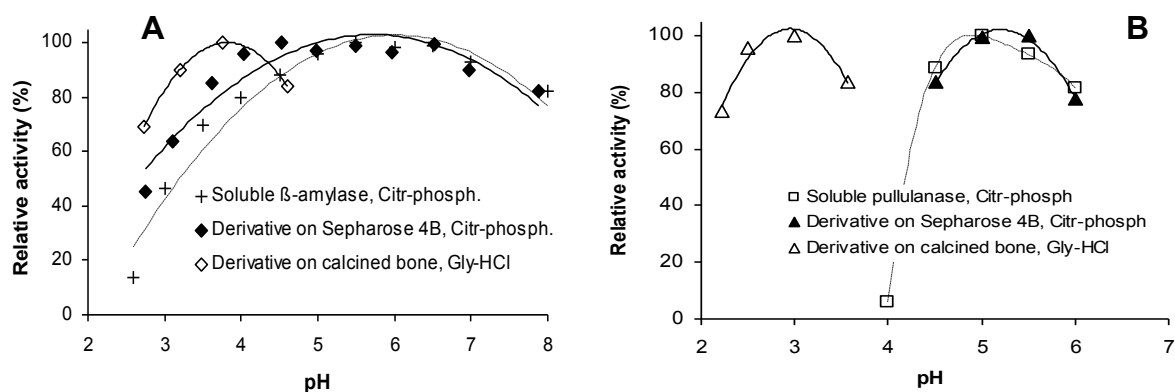 A
Relative activity (%)
100
80
60
40
20
0
2 3 4 5 6 7 8
pH
Soluble ß-amylase, Citr-phosph.
Derivative on Sepharose 4B, Citr-phosph.
Derivative on calcined bone, Gly-HCl
B
Relative activity (%)
100
80
60
40
20
0
2 3 4 5 6 7
pH
Soluble pullulanase, Citr-phosph
Derivative on Sepharose 4B, Citr-phosph
Derivative on calcined bone, Gly-HCl